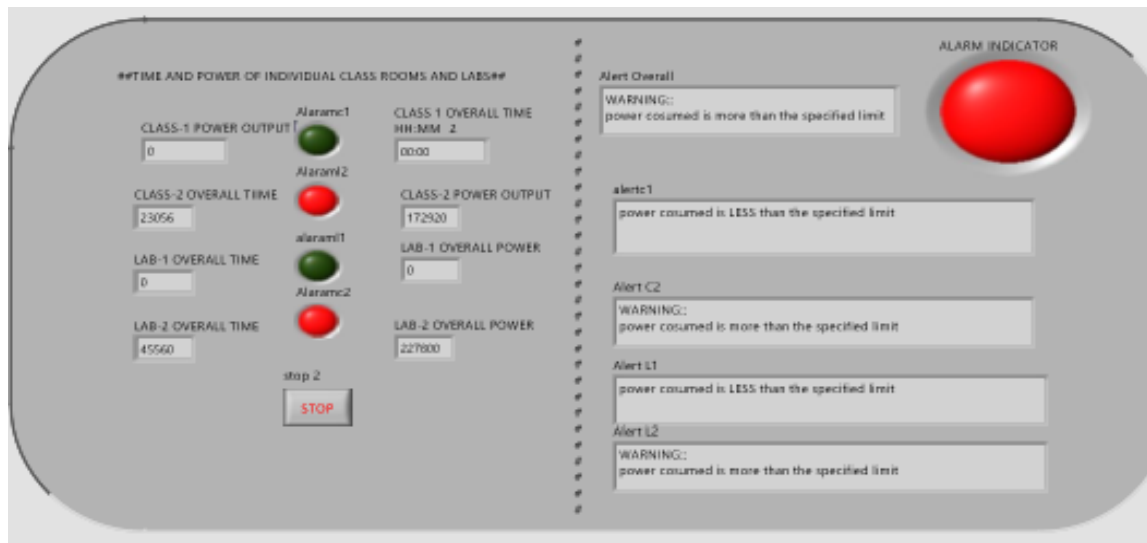 ##TIME AND POWER OF INDIVIDUAL CLASS ROOMS AND LABS##
Alaramc1
CLASS-1 POWER OUTPUT
0
CLASS 1 OVERALL TIME
HH:MM 2
00:00
Alaraml2
CLASS-2 OVERALL TIIME
23056
CLASS-2 POWER OUTPUT
172920
alaraml1
LAB-1 OVERALL TIME
0
LAB-1 OVERALL POWER
0
Alaramc2
LAB-2 OVERALL TIME
45560
LAB-2 OVERALL POWER
227800
stop 2
STOP
ALARM INDICATOR
Alert Overall
WARNING::
power cosumed is more than the specified limit
alertc1
power cosumed is LESS than the specified limit
Alert C2
WARNING::
power cosumed is more than the specified limit
Alert L1
power cosumed is LESS than the specified limit
Alert L2
WARNING::
power cosumed is more than the specified limit